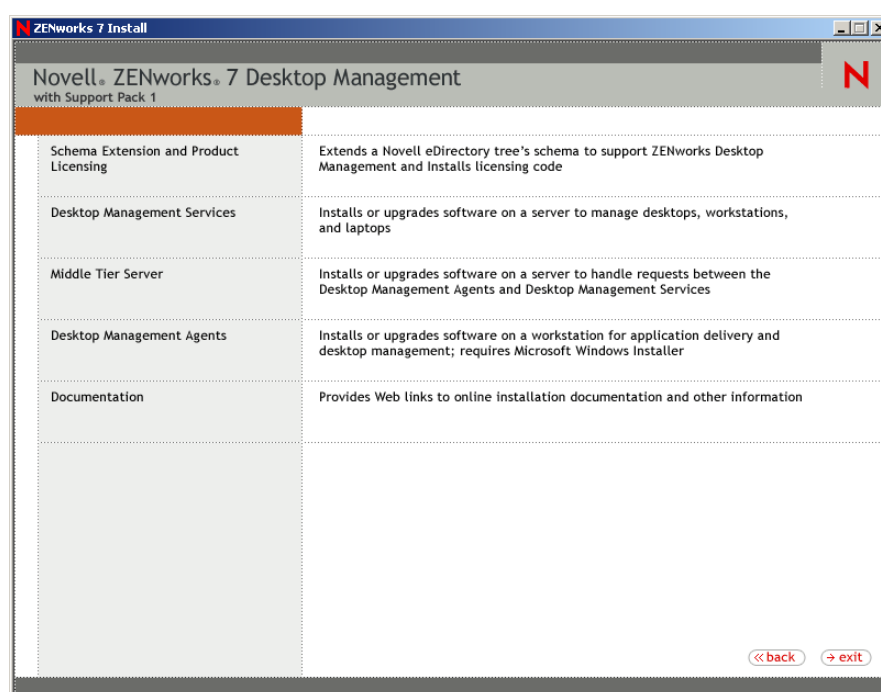 N ZENworks 7 Install
Novell® ZENworks® 7 Desktop Management
with Support Pack 1
N
Schema Extension and Product
Licensing
Extends a Novell eDirectory tree's schema to support ZENworks Desktop
Management and Installs licensing code
Desktop Management Services
Installs or upgrades software on a server to manage desktops, workstations,
and laptops
Middle Tier Server
Installs or upgrades software on a server to handle requests between the
Desktop Management Agents and Desktop Management Services
Desktop Management Agents
Installs or upgrades software on a workstation for application delivery and
desktop management; requires Microsoft Windows Installer
Documentation
Provides Web links to online installation documentation and other information
« back
→ exit